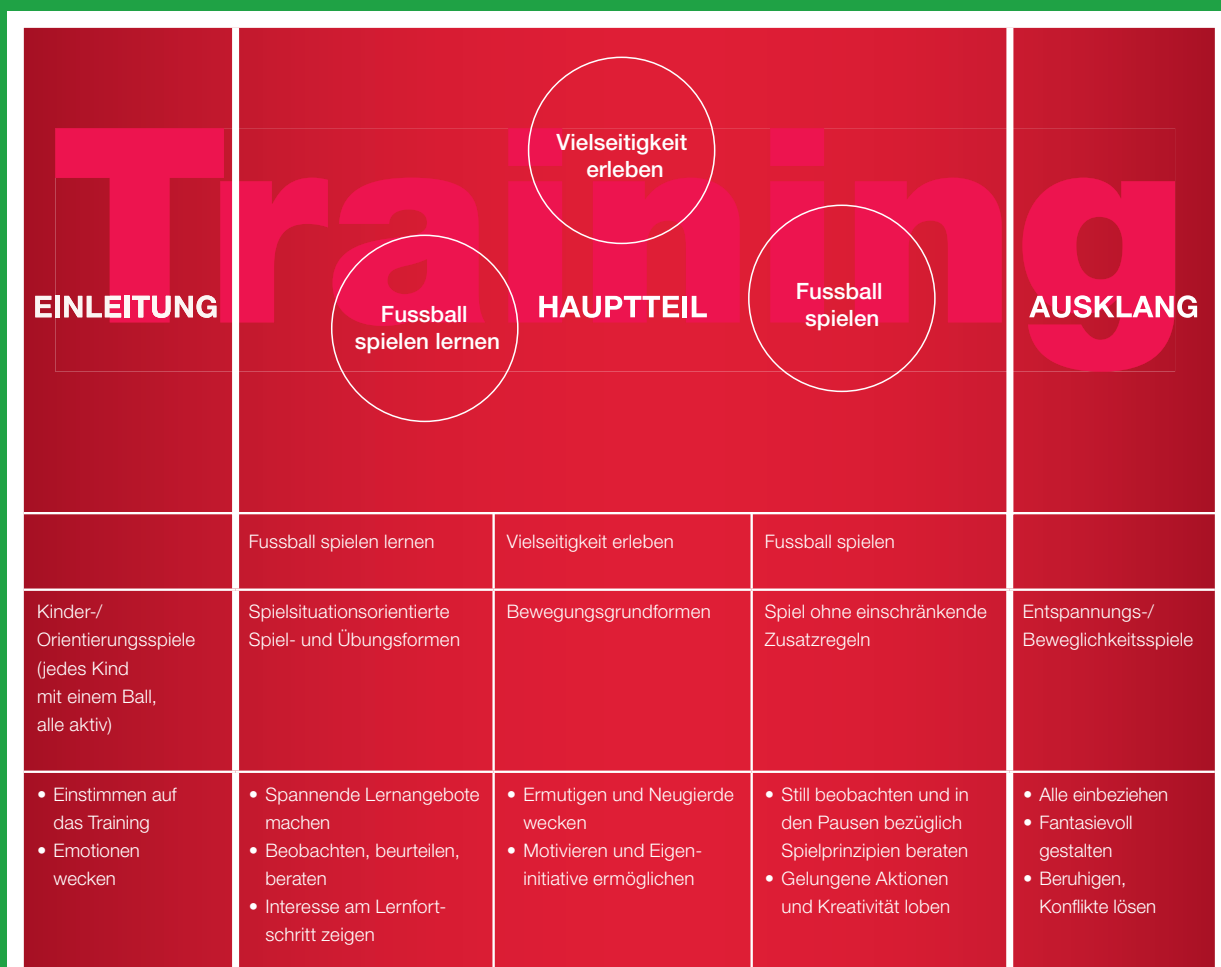 Training
Vielseitigkeit
erleben
Fussball
spielen lernen
Fussball
spielen
EINLEITUNG
HAUPTTEIL
AUSKLANG
Fussball spielen lernen
Vielseitigkeit erleben
Fussball spielen
Kinder-/
Orientierungsspiele
(jedes Kind
mit einem Ball,
alle aktiv)
Spielsituationsorientierte
Spiel- und Übungsformen
Bewegungsgrundformen
Spiel ohne einschränkende
Zusatzregeln
Entspannungs-/
Beweglichkeitsspiele
• Einstimmen auf
das Training
• Emotionen
wecken
• Spannende Lernangebote
machen
• Beobachten, beurteilen,
beraten
• Interesse am Lernfort-
schritt zeigen
• Ermutigen und Neugierde
wecken
• Motivieren und Eigen-
initiative ermöglichen
• Still beobachten und in
den Pausen bezüglich
Spielprinzipien beraten
• Gelungene Aktionen
und Kreativität loben
• Alle einbeziehen
• Fantasievoll
gestalten
• Beruhigen,
Konflikte lösen